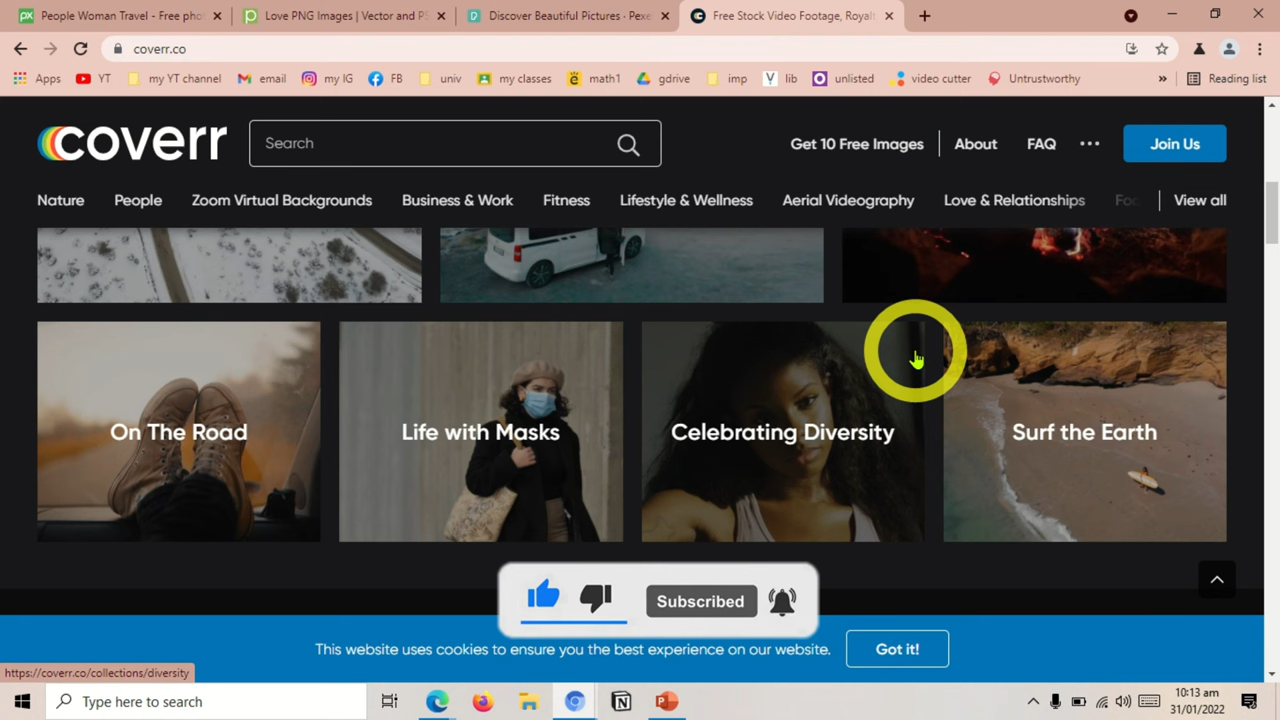 People Woman Travel - Free pho
Love PNG Images | Vector and PS
Discover Beautiful Pictures · Pexe
Free Stock Video Footage, Royal
coverr.co
Apps YT my YT channel email my IG FB univ my classes math1 gdrive imp lib unlisted video cutter Untrustworthy » Reading list
coverr
Search
Get 10 Free Images
About
FAQ
Join Us
Nature People Zoom Virtual Backgrounds Business & Work Fitness Lifestyle & Wellness Aerial Videography Love & Relationships View all
On The Road
Life with Masks
Celebrating Diversity
Surf the Earth
Subscribed
This website uses cookies to ensure you the best experience on our website.
Got it!
https://coverr.co/collections/diversity
Type here to search
10:13 am
31/01/2022